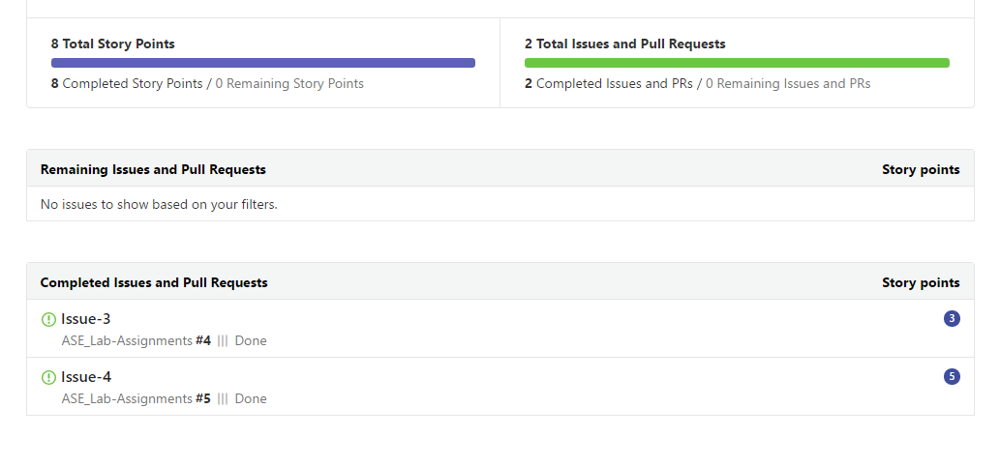 8 Total Story Points
8 Completed Story Points / 0 Remaining Story Points
2 Total Issues and Pull Requests
2 Completed Issues and PRs / 0 Remaining Issues and PRs
Remaining Issues and Pull Requests Story points
No issues to show based on your filters.
Completed Issues and Pull Requests Story points
Issue-3 3
ASE_Lab-Assignments #4 Done
Issue-4 5
ASE_Lab-Assignments #5 Done